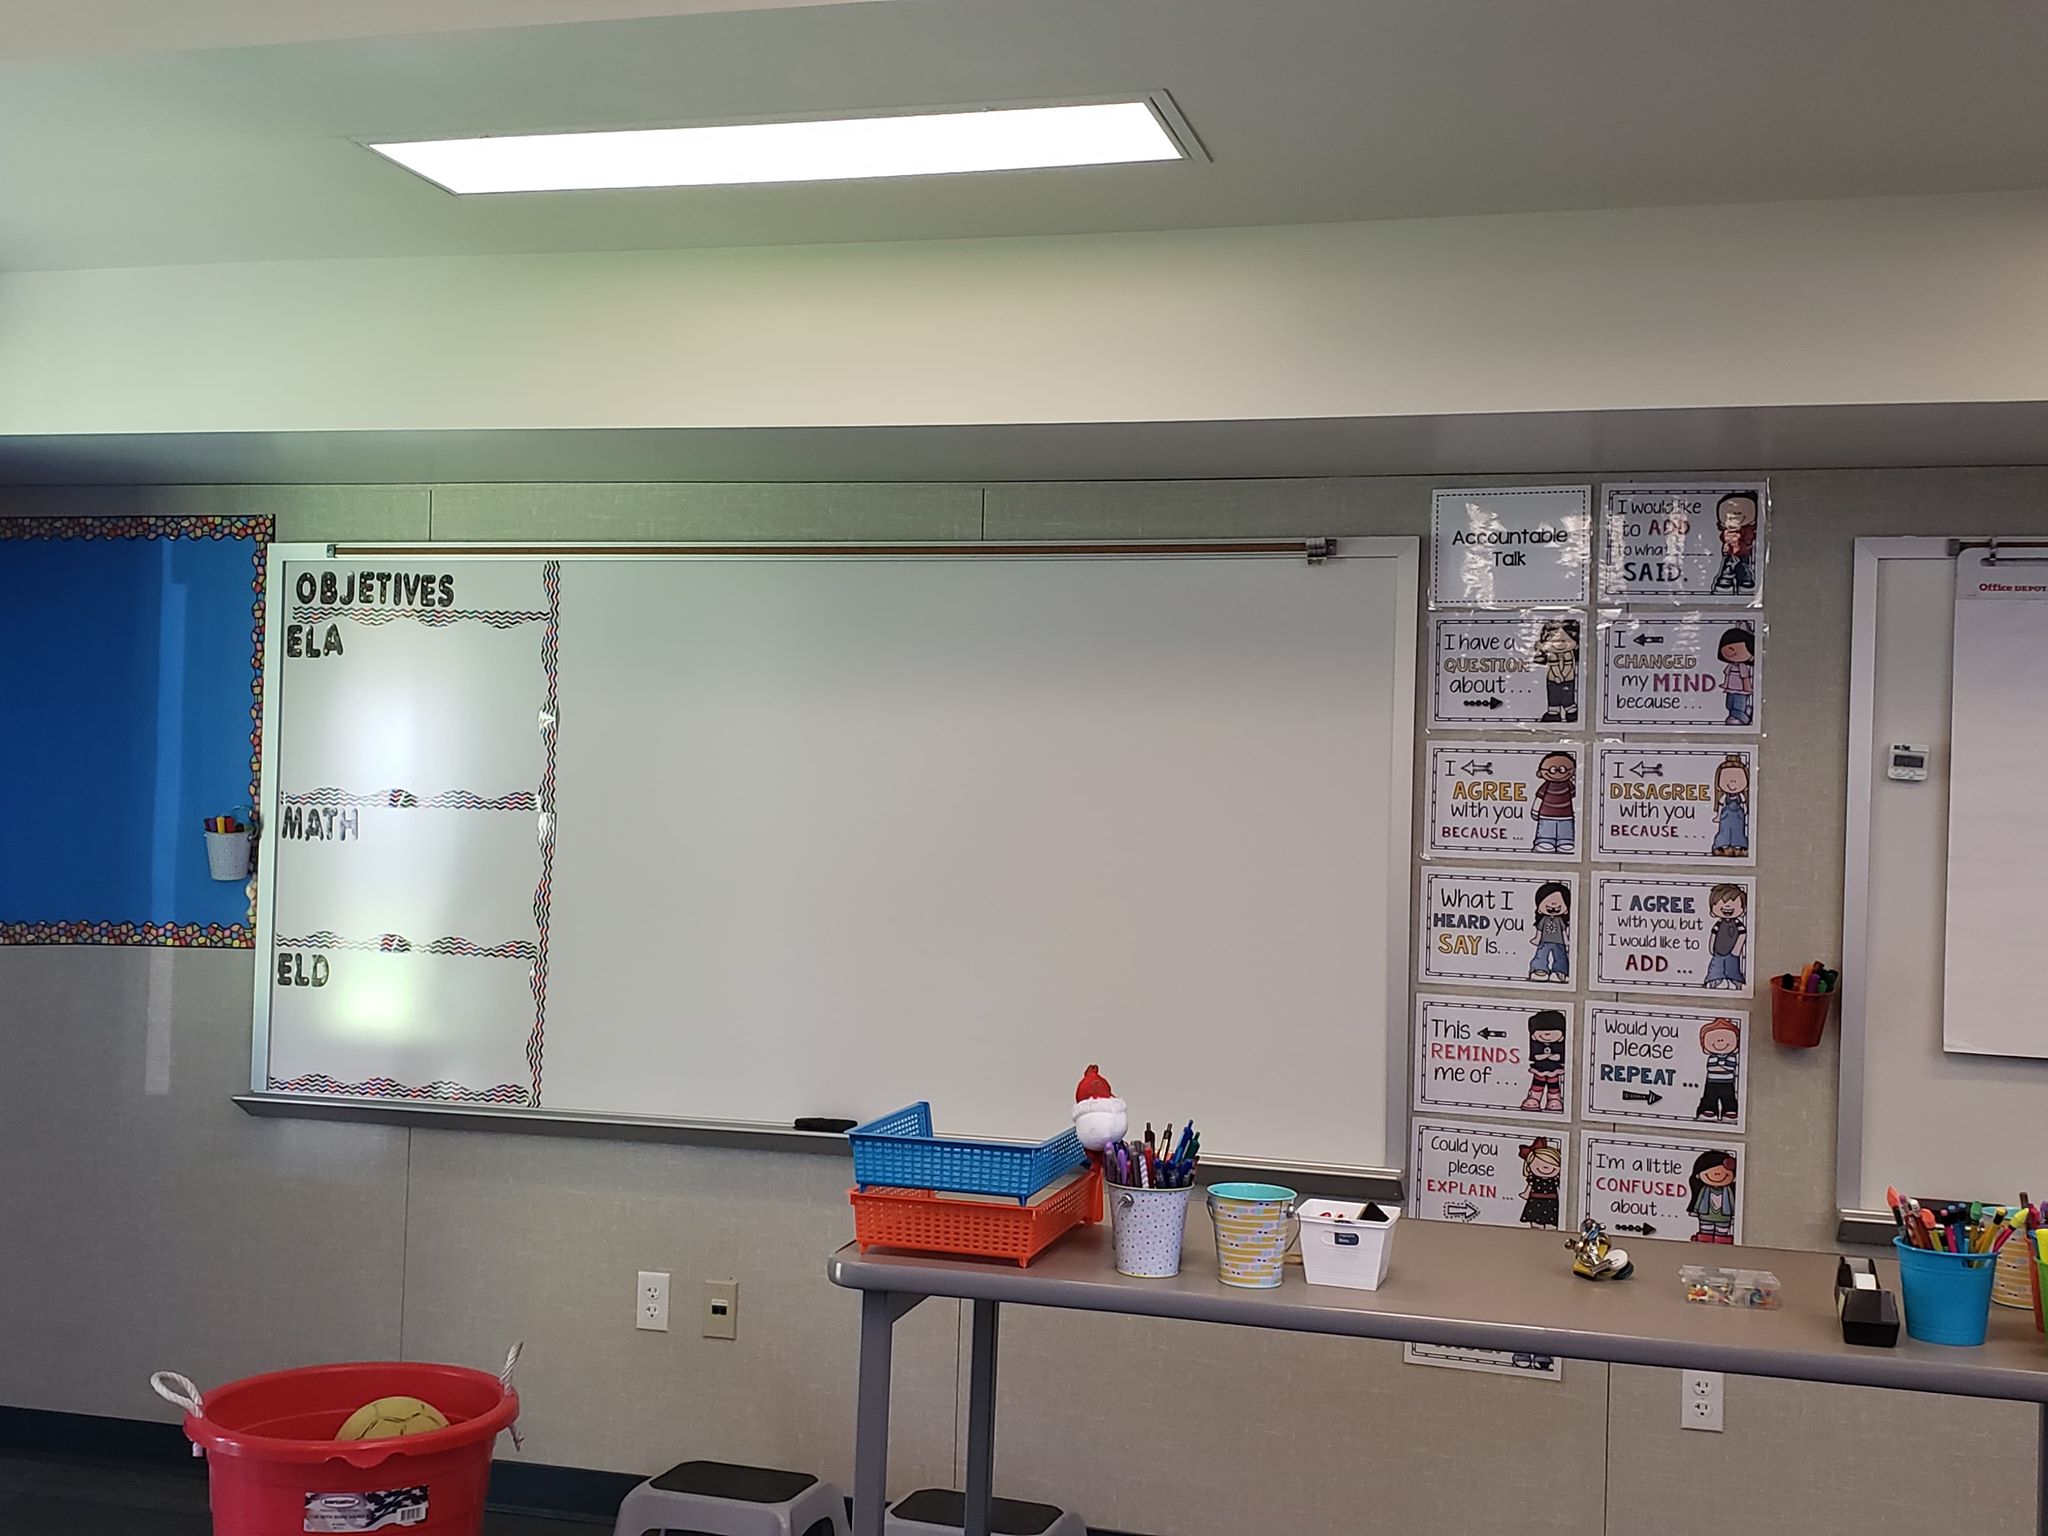 OBJETIVES
ELA
MATH
ELD
Accountable
Talk
I would like
to ADD
to what
SAID.
I have a
QUESTION
about...
I
CHANGED
my MIND
because...
I
AGREE
with you
BECAUSE...
I
DISAGREE
with you
BECAUSE...
What I
HEARD you
SAY is...
I AGREE
with you, but
I would like to
ADD ...
This
REMINDS
me of...
Would you
please
REPEAT ...
Could you
please
EXPLAIN ...
I'm a little
CONFUSED
about...
Office DEPOT